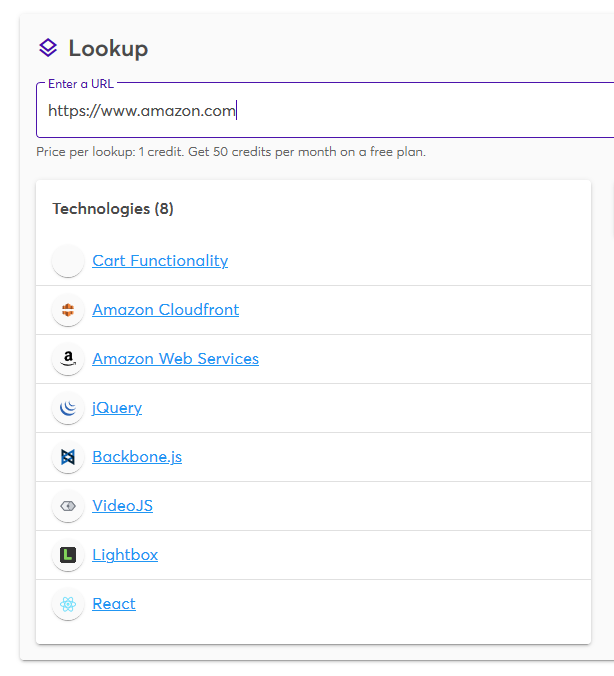 Lookup
Enter a URL
https://www.amazon.com
Price per lookup: 1 credit. Get 50 credits per month on a free plan.
Technologies (8)
Cart Functionality
Amazon Cloudfront
a Amazon Web Services
jQuery
Backbone.js
VideoJS
L Lightbox
React